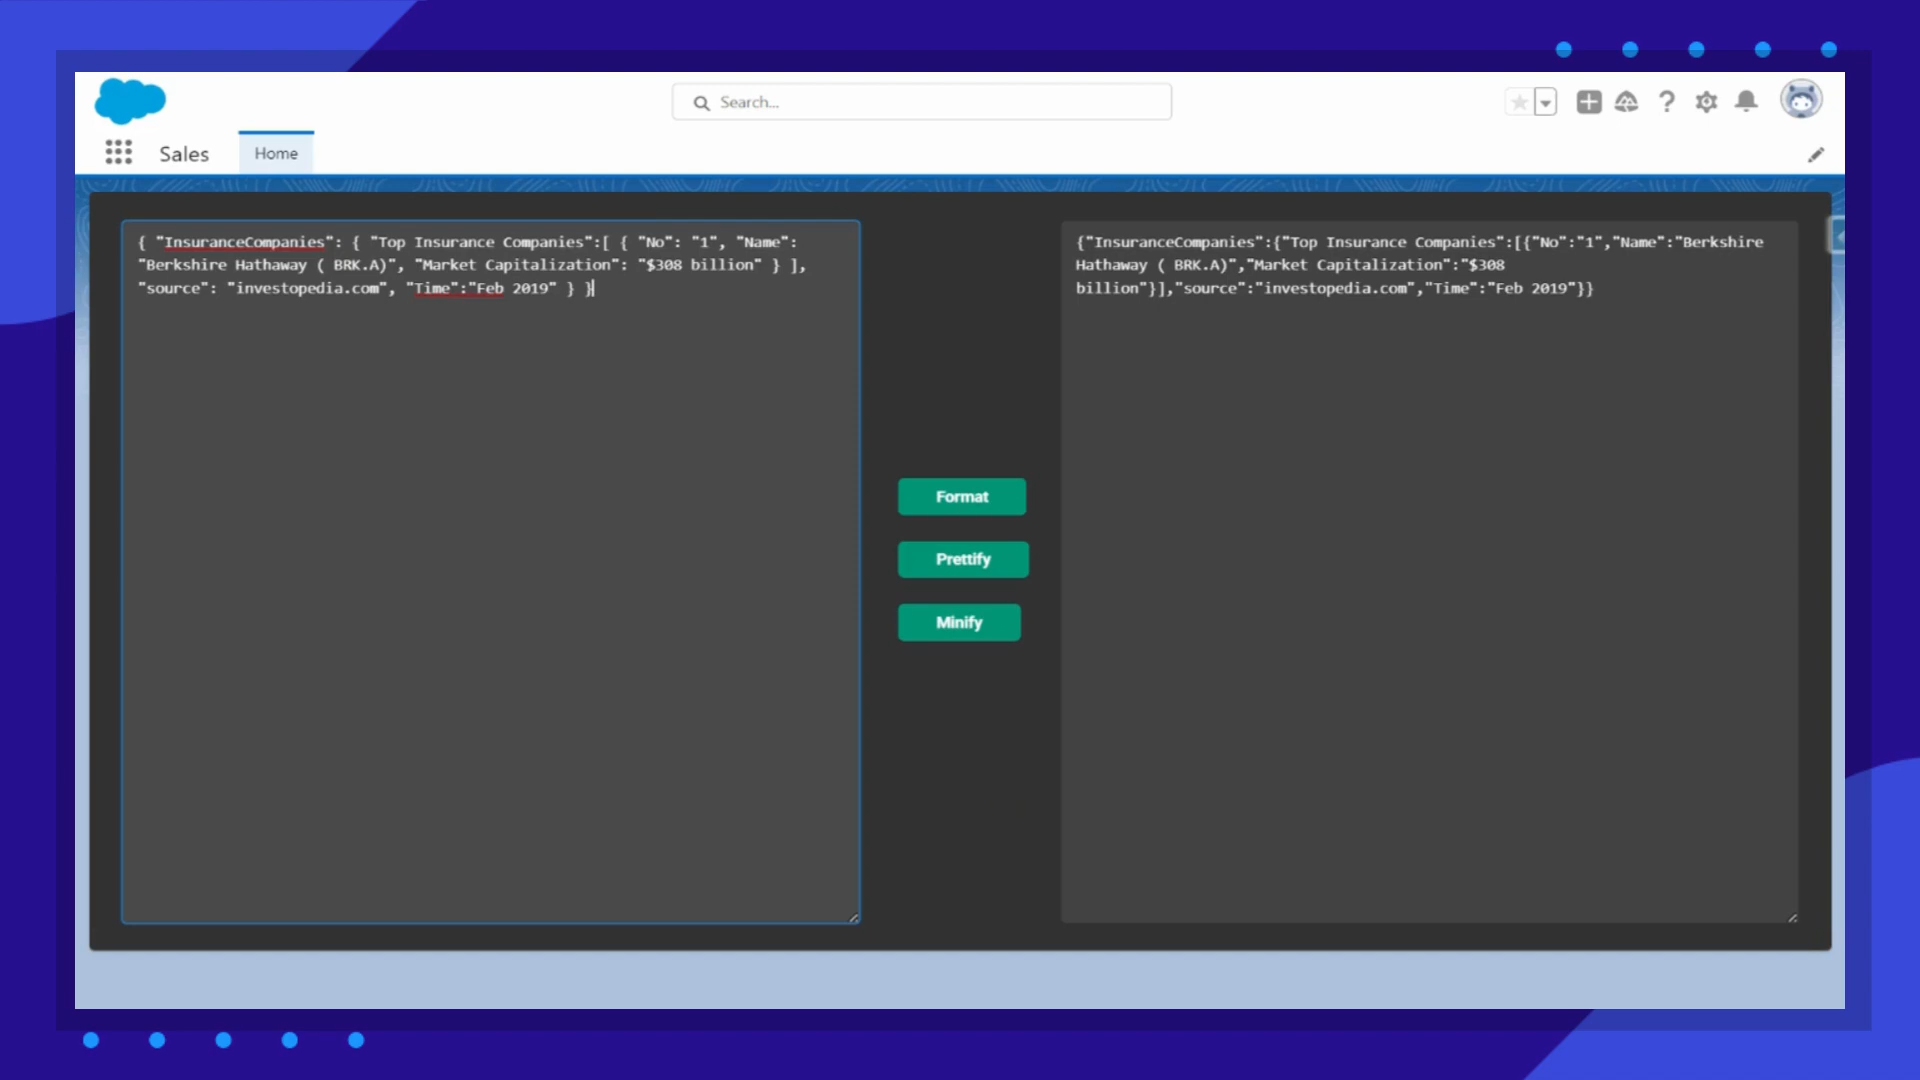 Search...
Sales
Home
{ "InsuranceCompanies": { "Top Insurance Companies":[ { "No": "1", "Name":
"Berkshire Hathaway ( BRK.A)", "Market Capitalization": "$308 billion" } ],
"source": "investopedia.com", "Time":"Feb 2019" } }
Format
Prettify
Minify
{"InsuranceCompanies":{"Top Insurance Companies":[{"No":"1","Name":"Berkshire
Hathaway ( BRK.A)","Market Capitalization":"$308
billion"}],"source":"investopedia.com","Time":"Feb 2019"}}